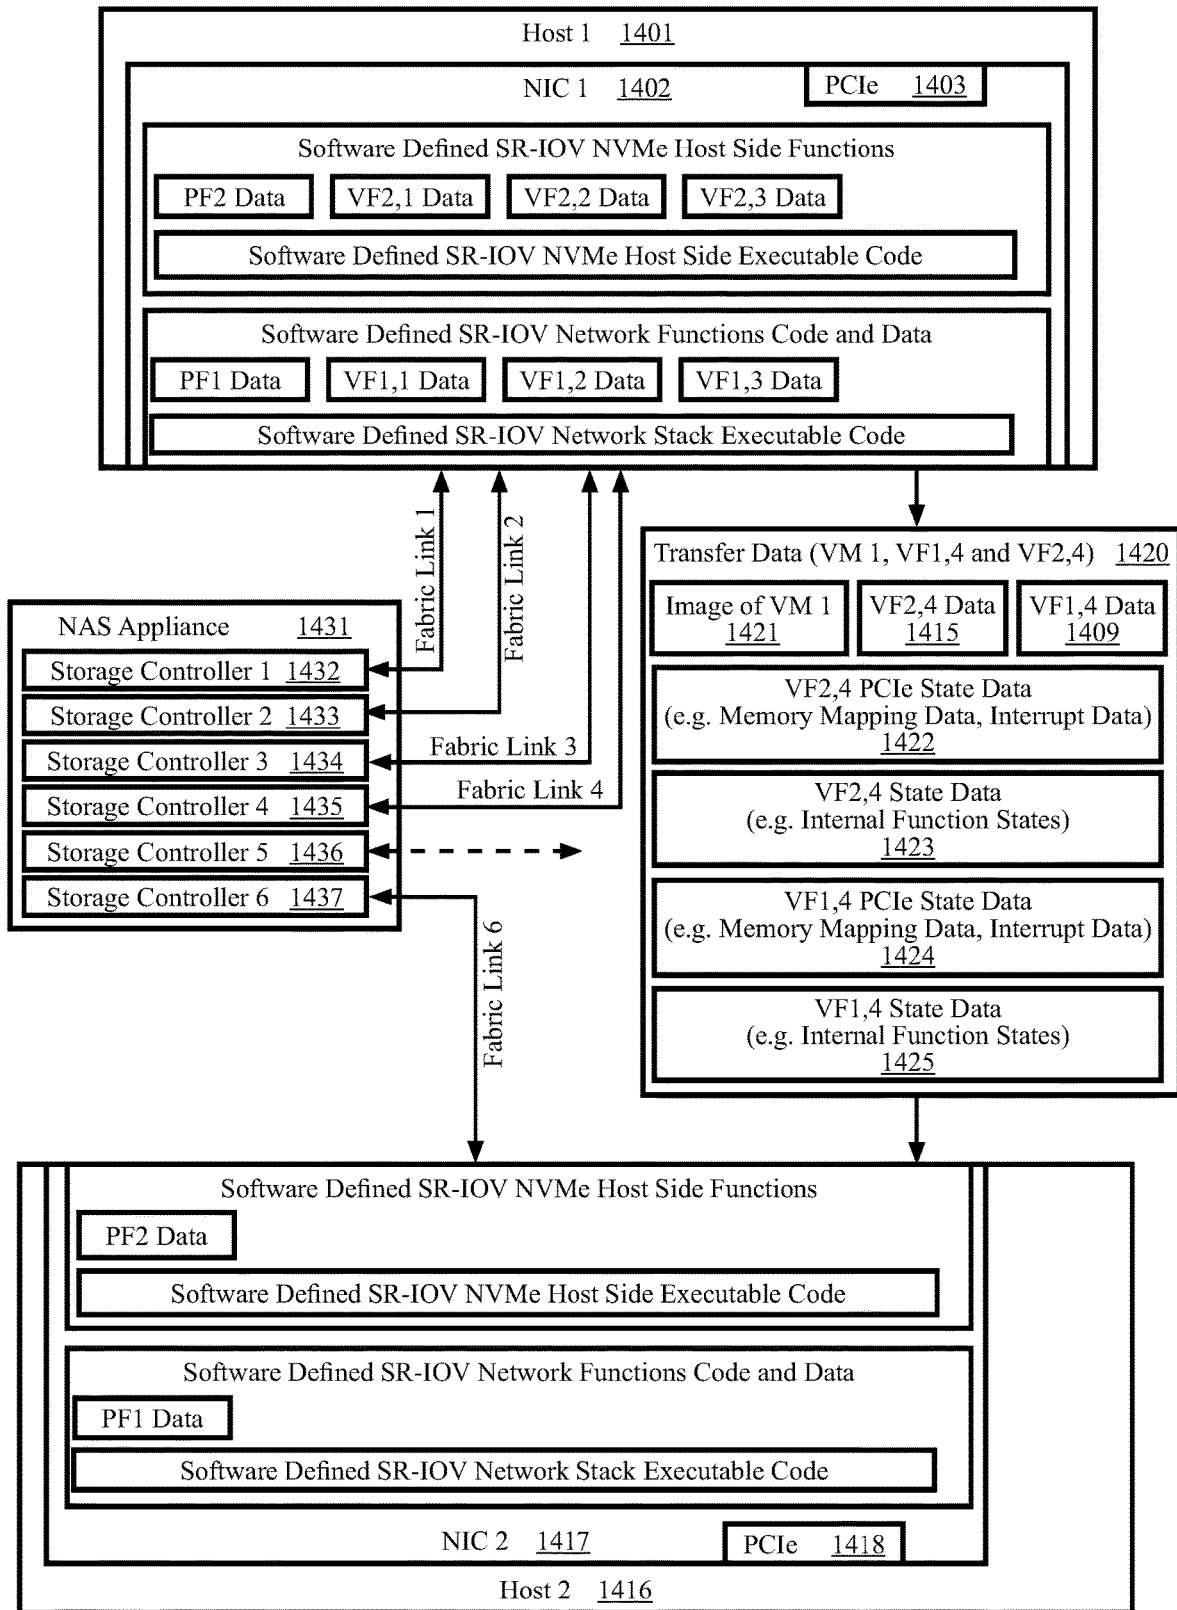 Host 1 1401
NIC 1 1402
PCIe 1403
Software Defined SR-IOV NVMe Host Side Functions
PF2 Data
VF2,1 Data
VF2,2 Data
VF2,3 Data
Software Defined SR-IOV NVMe Host Side Executable Code
Software Defined SR-IOV Network Functions Code and Data
PF1 Data
VF1,1 Data
VF1,2 Data
VF1,3 Data
Software Defined SR-IOV Network Stack Executable Code
Fabric Link 1
Fabric Link 2
Fabric Link 3
Fabric Link 4
NAS Appliance 1431
Storage Controller 1 1432
Storage Controller 2 1433
Storage Controller 3 1434
Storage Controller 4 1435
Storage Controller 5 1436
Storage Controller 6 1437
Fabric Link 6
Transfer Data (VM 1, VF1,4 and VF2,4) 1420
Image of VM 1
1421
VF2,4 Data
1415
VF1,4 Data
1409
VF2,4 PCIe State Data
(e.g. Memory Mapping Data, Interrupt Data)
1422
VF2,4 State Data
(e.g. Internal Function States)
1423
VF1,4 PCIe State Data
(e.g. Memory Mapping Data, Interrupt Data)
1424
VF1,4 State Data
(e.g. Internal Function States)
1425
Software Defined SR-IOV NVMe Host Side Functions
PF2 Data
Software Defined SR-IOV NVMe Host Side Executable Code
Software Defined SR-IOV Network Functions Code and Data
PF1 Data
Software Defined SR-IOV Network Stack Executable Code
NIC 2 1417
PCIe 1418
Host 2 1416